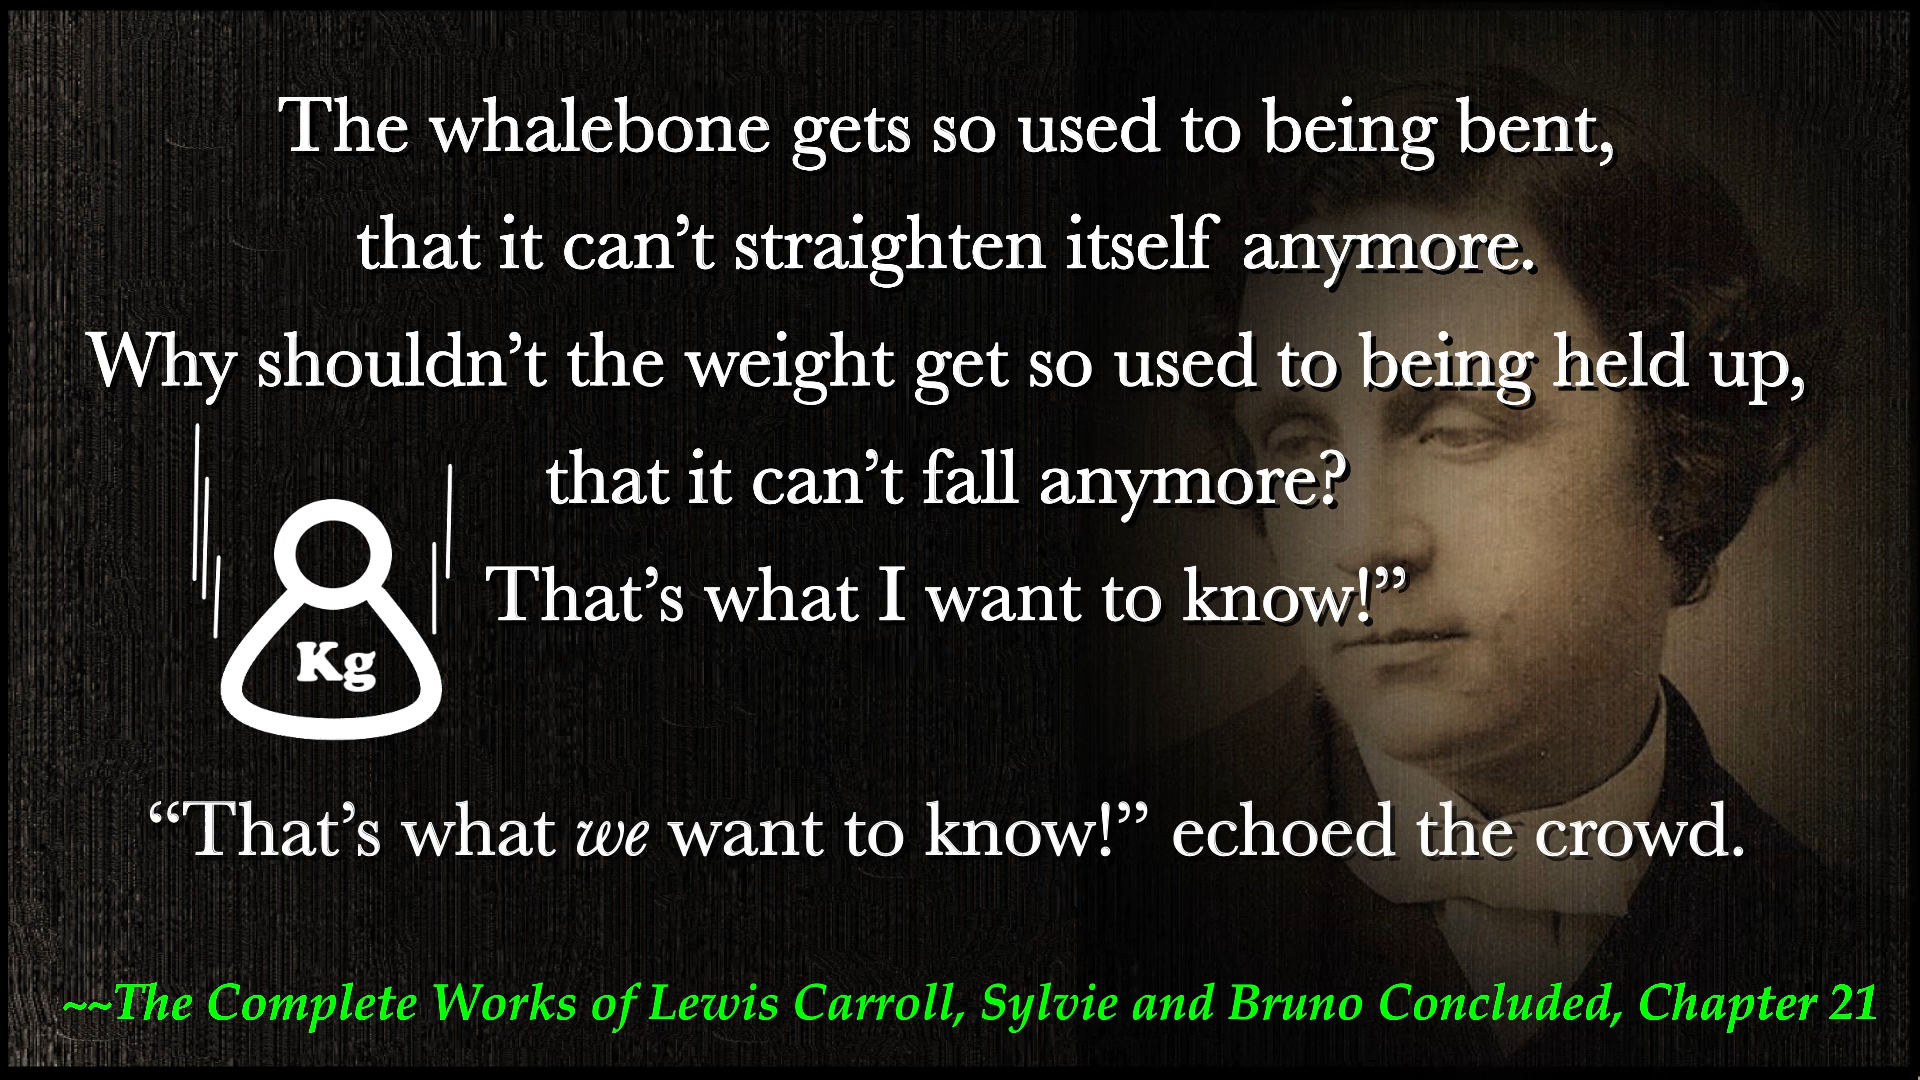 The whalebone gets so used to being bent,
that it can’t straighten itself anymore.
Why shouldn’t the weight get so used to being held up,
that it can’t fall anymore?
That’s what I want to know!”
Kg
“That’s what we want to know!” echoed the crowd.
~~The Complete Works of Lewis Carroll, Sylvie and Bruno Concluded, Chapter 21